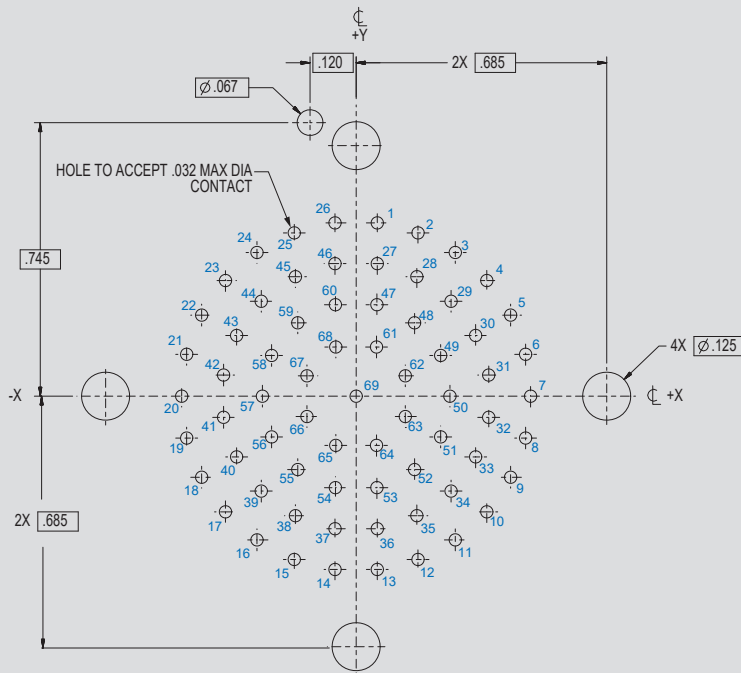 ℄
+Y
.120
2X .685
Ø.067
HOLE TO ACCEPT .032 MAX DIA
CONTACT
26 1
25 2
24 3
46 27
45 28
23 4
44 29
60 47
22 5
59 48
43 30
68 61
21 6
58 49
42 67 62 31
.745
4X Ø.125
-X
69
℄ +X
20 57 50 7
41 66 63 32
19 56 51 8
65 64
40 33
18 55 52 9
39 54 53 34
17 38 35 10
37 36
16 11
15 12
14 13
2X .685